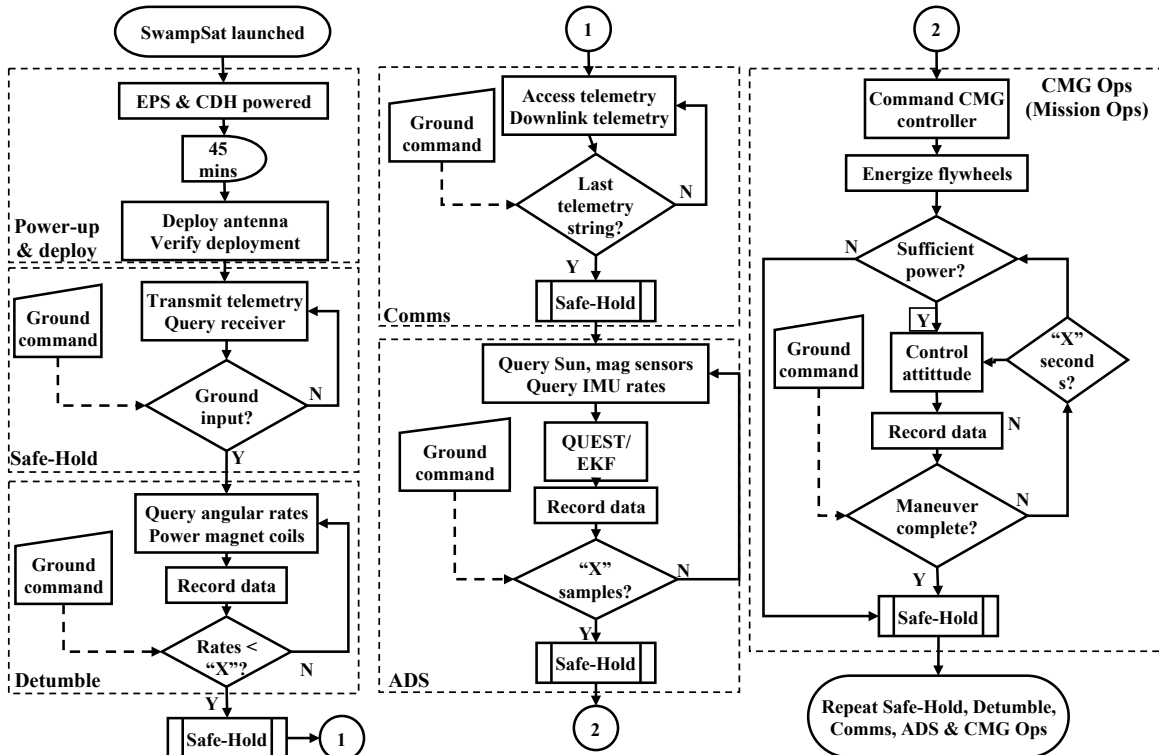 SwampSat launched
EPS & CDH powered
45
mins
Deploy antenna
Verify deployment
Power-up
& deploy
Transmit telemetry
Query receiver
Ground
command
Ground
input?
N
Y
Safe-Hold
Query angular rates
Power magnet coils
Ground
command
Record data
Rates <
“X”?
N
Y
Detumble
Safe-Hold
1
1
Access telemetry
Downlink telemetry
Ground
command
Last
telemetry
string?
N
Y
Safe-Hold
Comms
Query Sun, mag sensors
Query IMU rates
Ground
command
QUEST/
EKF
Record data
“X”
samples?
N
Y
Safe-Hold
ADS
2
2
CMG Ops
(Mission Ops)
Command CMG
controller
Energize flywheels
Sufficient
power?
N
Y
Ground
command
Control
attittude
“X”
second
s?
Record data
N
Maneuver
complete?
N
Y
Safe-Hold
Repeat Safe-Hold, Detumble,
Comms, ADS & CMG Ops